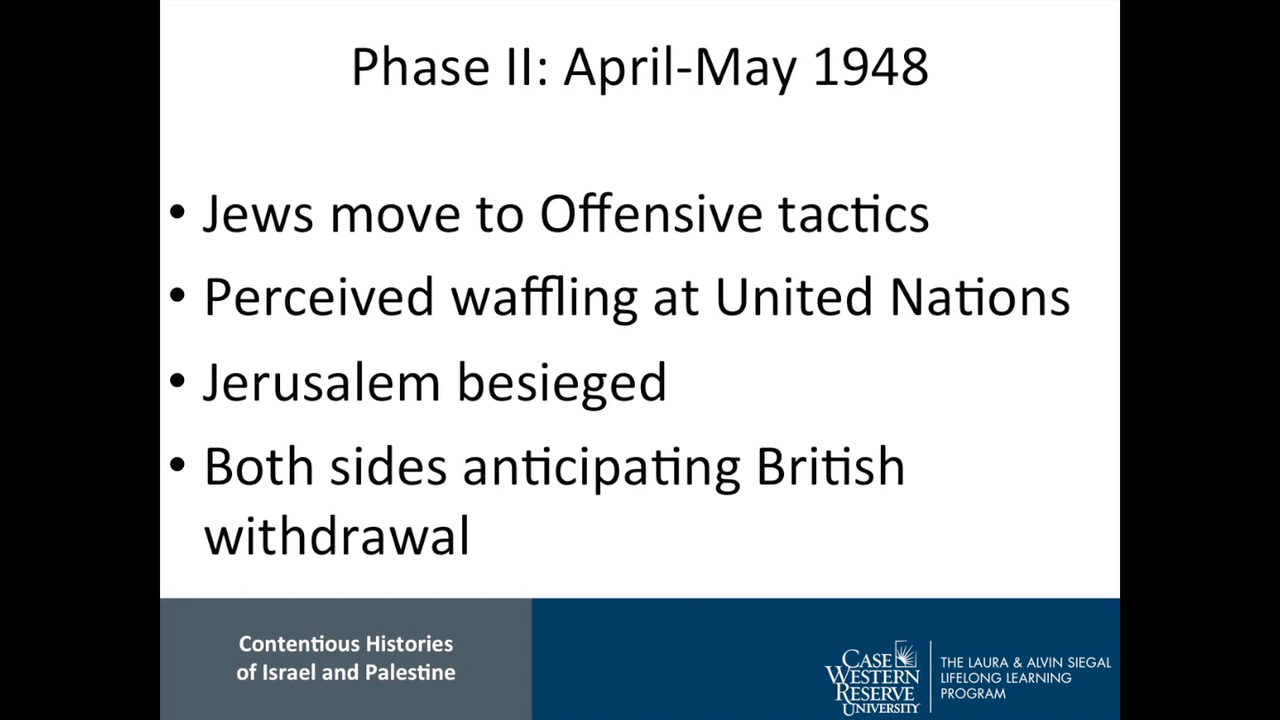 Phase II: April-May 1948
• Jews move to Offensive tactics
• Perceived waffling at United Nations
• Jerusalem besieged
• Both sides anticipating British
withdrawal
Contentious Histories
of Israel and Palestine
CASE
WESTERN
RESERVE
UNIVERSITY
THE LAURA & ALVIN SIEGAL
LIFELONG LEARNING
PROGRAM